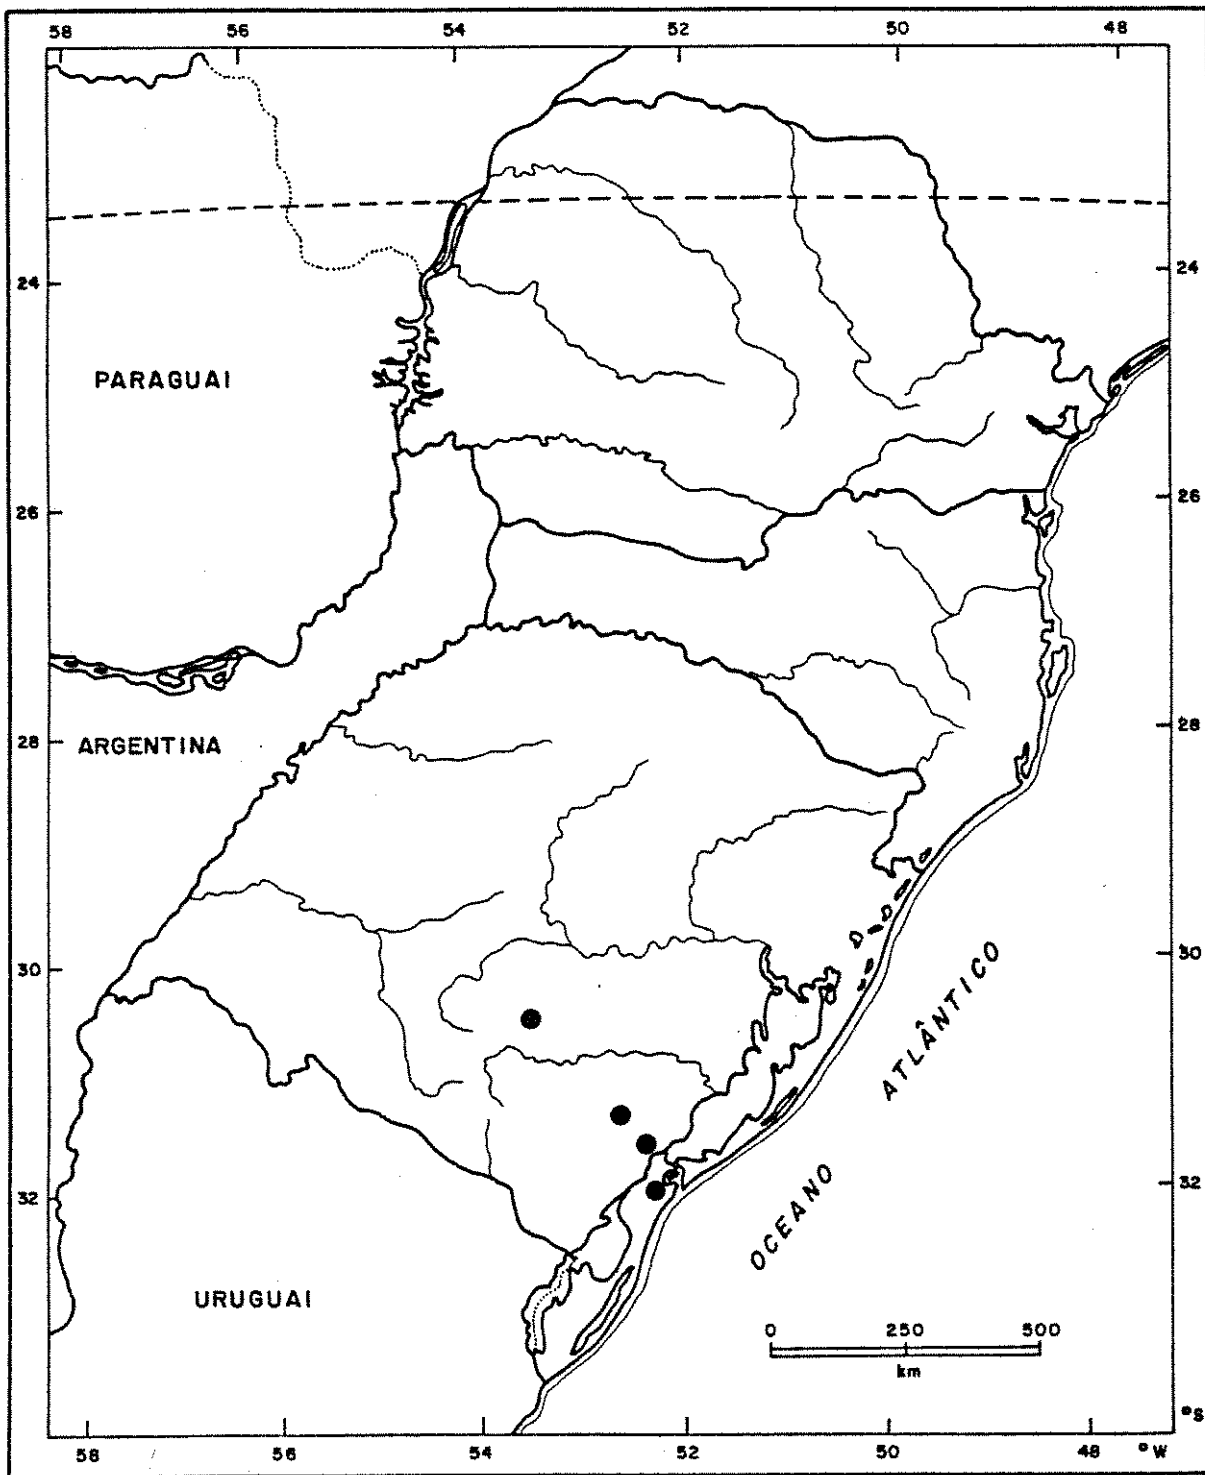 58 56 54 52 50 48
24 24
PARAGUAI
26 26
28 ARGENTINA 28
30 30
ATLÂNTICO
OCEANO
32 32
URUGUAI
0 250 500
km
°S
58 56 54 52 50 48 °W